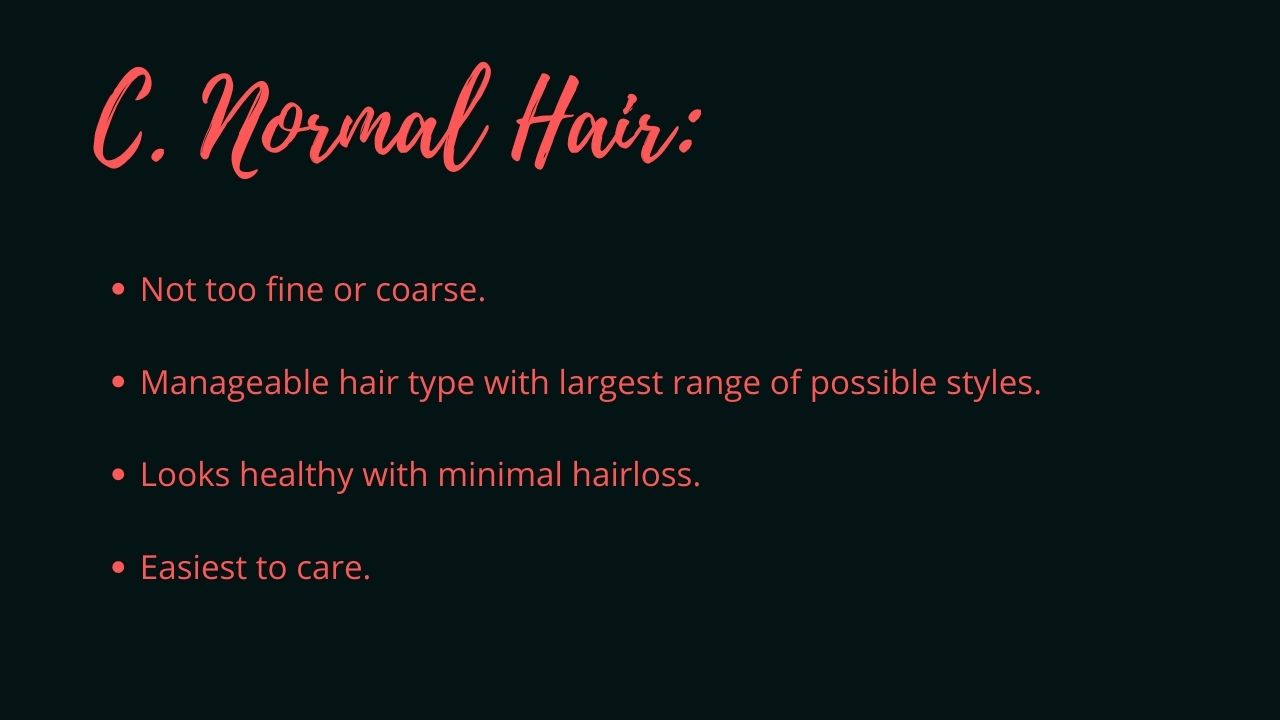 C. Normal Hair:
• Not too fine or coarse.
• Manageable hair type with largest range of possible styles.
• Looks healthy with minimal hairloss.
• Easiest to care.